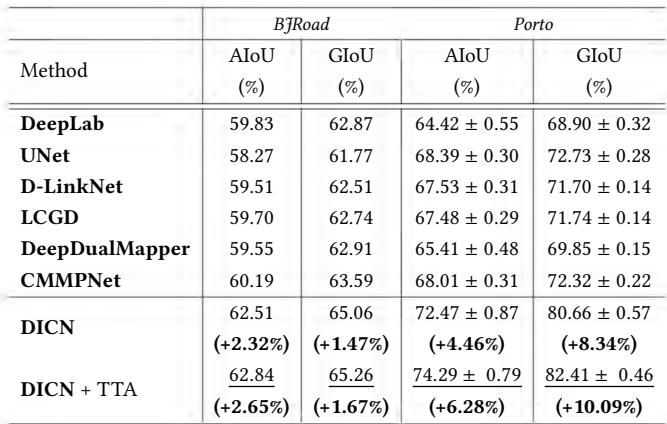 BJRoad Porto
Method AIoU GIoU AIoU GIoU
(%) (%) (%) (%)
DeepLab 59.83 62.87 64.42 ± 0.55 68.90 ± 0.32
UNet 58.27 61.77 68.39 ± 0.30 72.73 ± 0.28
D-LinkNet 59.51 62.51 67.53 ± 0.31 71.70 ± 0.14
LCGD 59.70 62.74 67.48 ± 0.29 71.74 ± 0.14
DeepDualMapper 59.55 62.91 65.41 ± 0.48 69.85 ± 0.15
CMMPNet 60.19 63.59 68.01 ± 0.31 72.32 ± 0.22
DICN 62.51 65.06 72.47 ± 0.87 80.66 ± 0.57
(+2.32%) (+1.47%) (+4.46%) (+8.34%)
DICN + TTA 62.84 65.26 74.29 ± 0.79 82.41 ± 0.46
(+2.65%) (+1.67%) (+6.28%) (+10.09%)